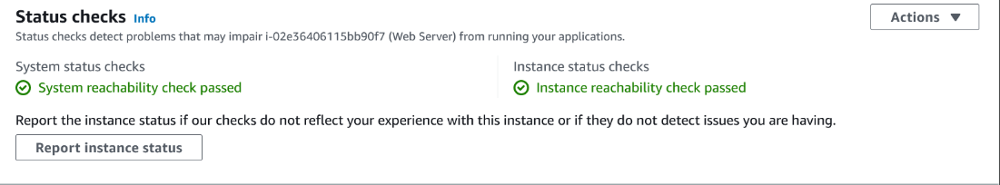 Status checks Info
Actions ▼
Status checks detect problems that may impair i-02e36406115bb90f7 (Web Server) from running your applications.
System status checks
System reachability check passed
Instance status checks
Instance reachability check passed
Report the instance status if our checks do not reflect your experience with this instance or if they do not detect issues you are having.
Report instance status